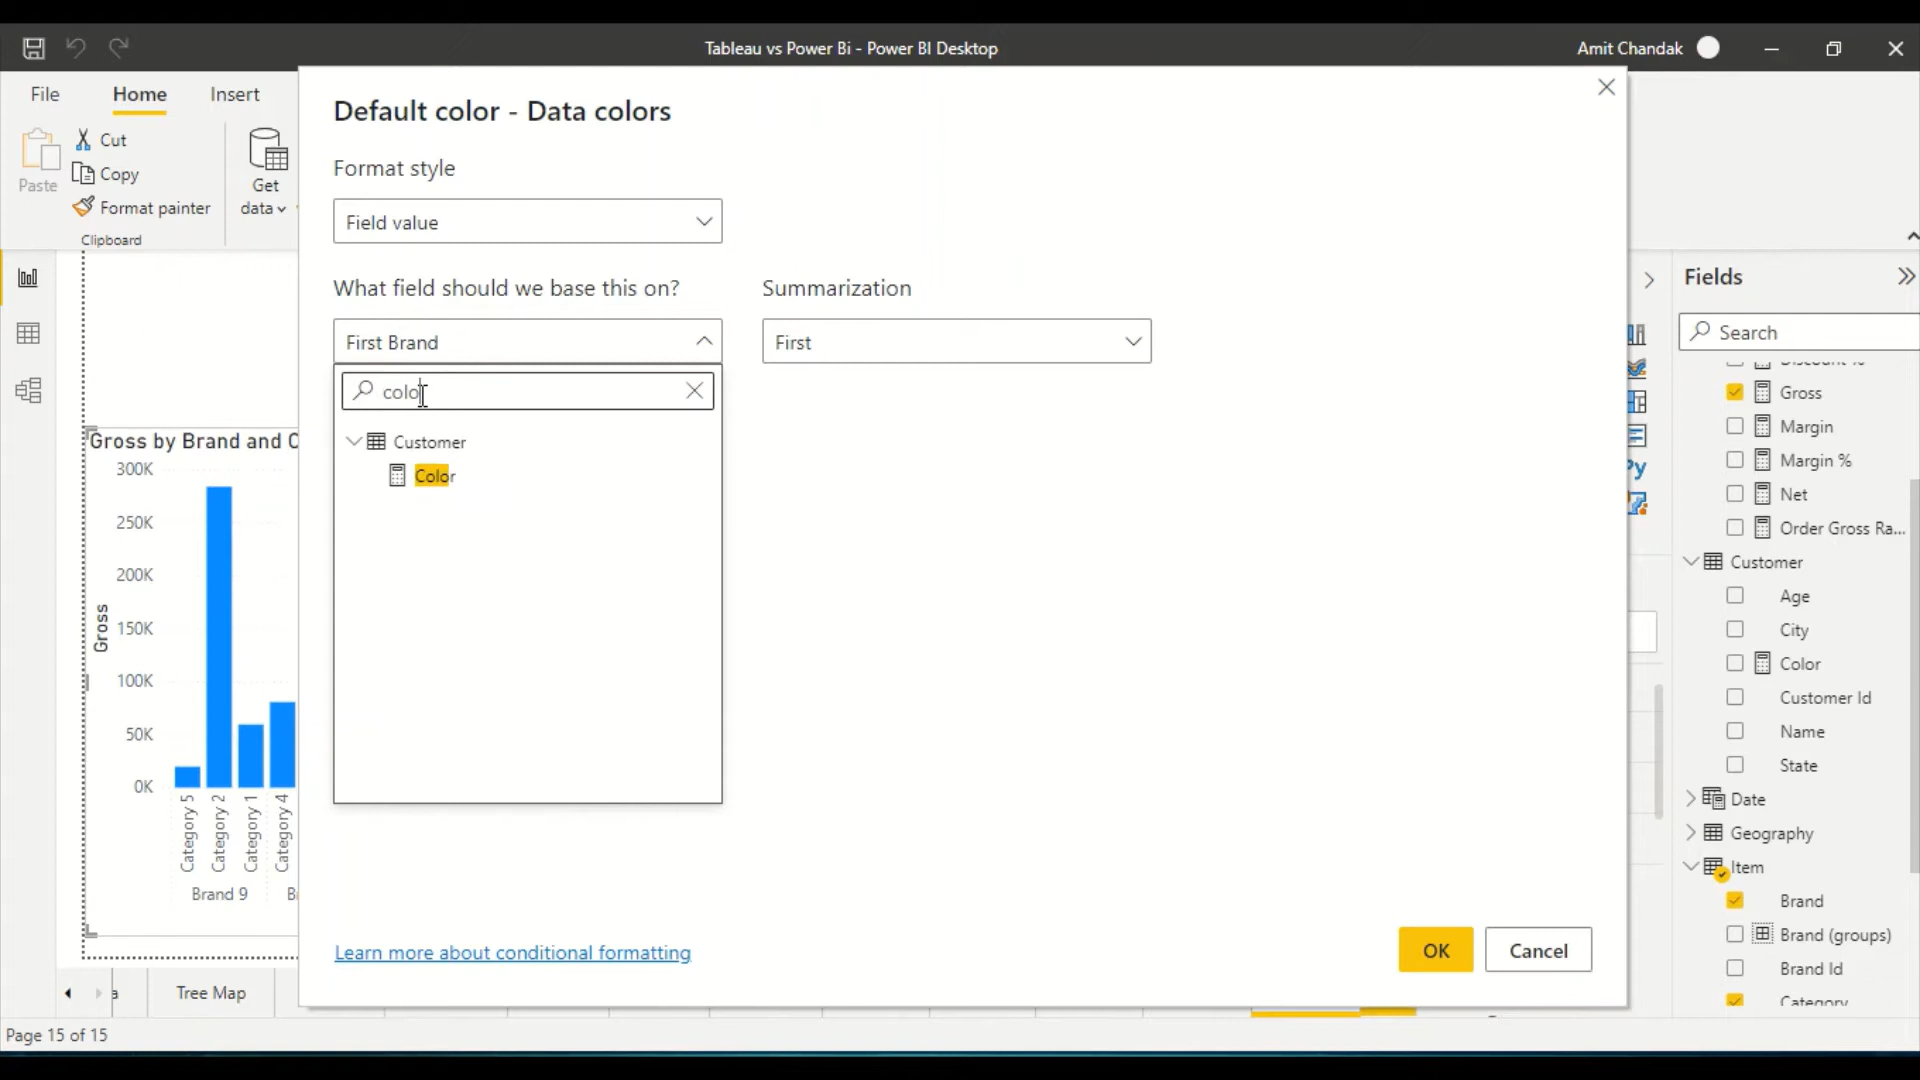 Tableau vs Power Bi - Power BI Desktop
Amit Chandak
File
Home
Insert
Paste
Cut
Copy
Format painter
Clipboard
Get
data
Default color - Data colors
Format style
Field value
What field should we base this on?
Summarization
First Brand
First
colo
Customer
Color
Learn more about conditional formatting
OK
Cancel
Gross by Brand and C
300K
250K
200K
150K
100K
50K
0K
Gross
Category 5
Category 2
Category 1
Category 4
Brand 9
Fields
Search
Discount %
Gross
Margin
Margin %
Net
Order Gross Ra...
Customer
Age
City
Color
Customer Id
Name
State
Date
Geography
Item
Brand
Brand (groups)
Brand Id
Category
Py
a
Tree Map
Page 15 of 15